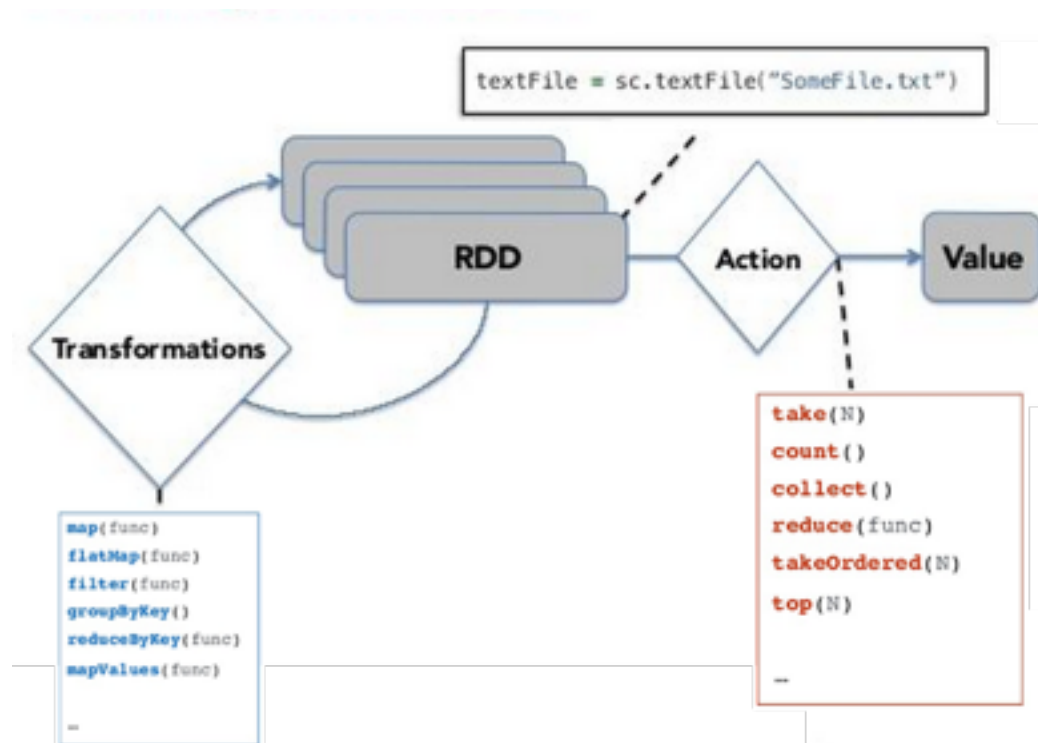 textFile = sc.textFile(“SomeFile.txt”)
RDD
Action
Value
Transformations
take(N)
count()
collect()
reduce(func)
takeOrdered(N)
top(N)
…
map(func)
flatMap(func)
filter(func)
groupByKey()
reduceByKey(func)
mapValues(func)
…